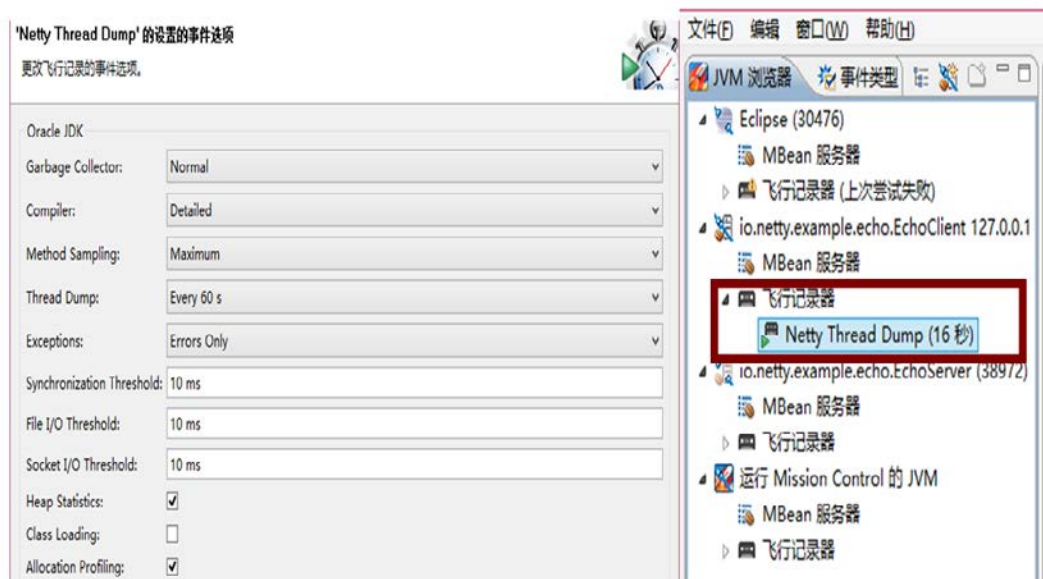 'Netty Thread Dump' 的设置的事件选项
更改飞行记录的事件选项。
Oracle JDK
Garbage Collector: Normal
Compiler: Detailed
Method Sampling: Maximum
Thread Dump: Every 60 s
Exceptions: Errors Only
Synchronization Threshold: 10 ms
File I/O Threshold: 10 ms
Socket I/O Threshold: 10 ms
Heap Statistics:
Class Loading:
Allocation Profiling:
文件(F) 编辑 窗口(W) 帮助(H)
JVM 浏览器 事件类型
Eclipse (30476)
MBean 服务器
飞行记录器 (上次尝试失败)
io.netty.example.echo.EchoClient 127.0.0.1
MBean 服务器
飞行记录器
Netty Thread Dump (16 秒)
io.netty.example.echo.EchoServer (38972)
MBean 服务器
飞行记录器
运行 Mission Control 的 JVM
MBean 服务器
飞行记录器